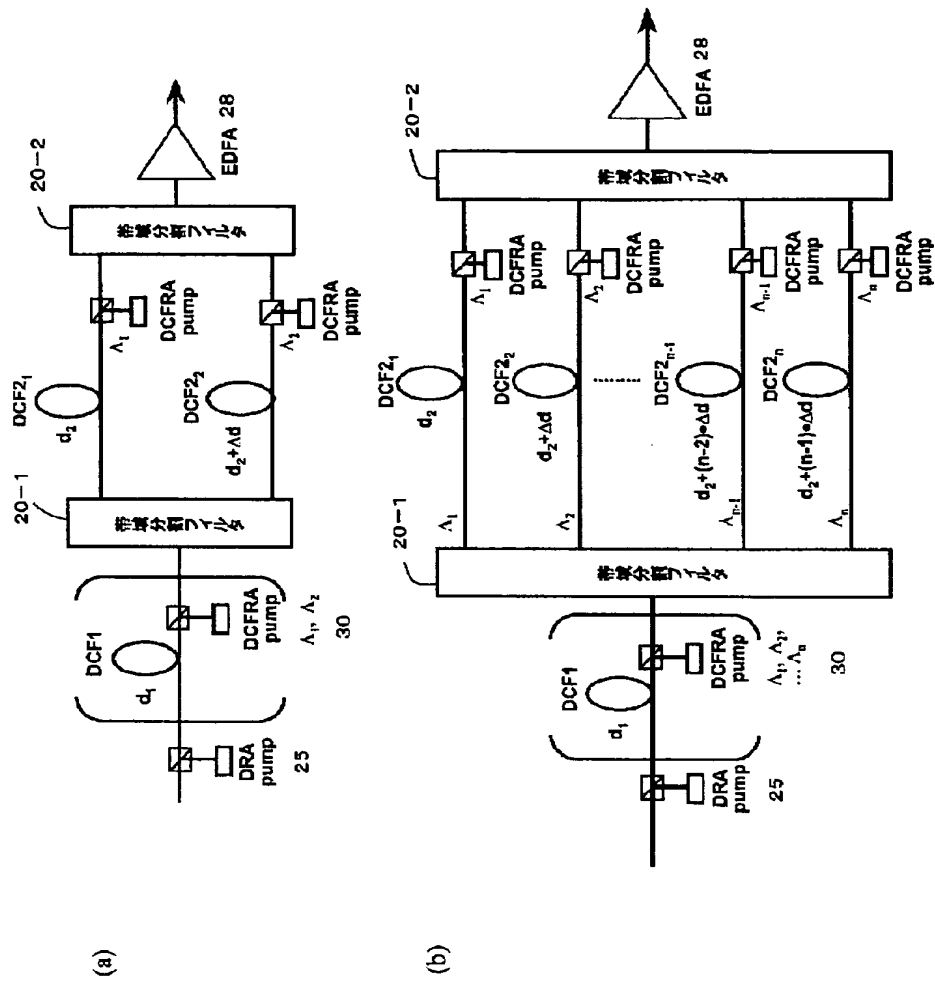 (a)
20-1
20-2
DCF1
d₁
DRA
pump
25
DCFRA
pump
Λ₁, Λ₂
30
帯域分割フィルタ
DCF2₁
d₂
Λ₁
DCFRA
pump
DCF2₂
d₂+Δd
Λ₂
DCFRA
pump
帯域分割フィルタ
EDFA 28
(b)
20-1
20-2
DCF1
d₁
DRA
pump
25
DCFRA
pump
Λ₁, Λ₂,
... Λₙ
30
帯域分割フィルタ
Λ₁
DCF2₁
d₂
Λ₁
DCFRA
pump
Λ₂
DCF2₂
d₂+Δd
Λ₂
DCFRA
pump
Λₙ₋₁
DCF2ₙ₋₁
d₂+(n-2)•Δd
Λₙ₋₁
DCFRA
pump
Λₙ
DCF2ₙ
d₂+(n-1)•Δd
Λₙ
DCFRA
pump
帯域分割フィルタ
EDFA 28